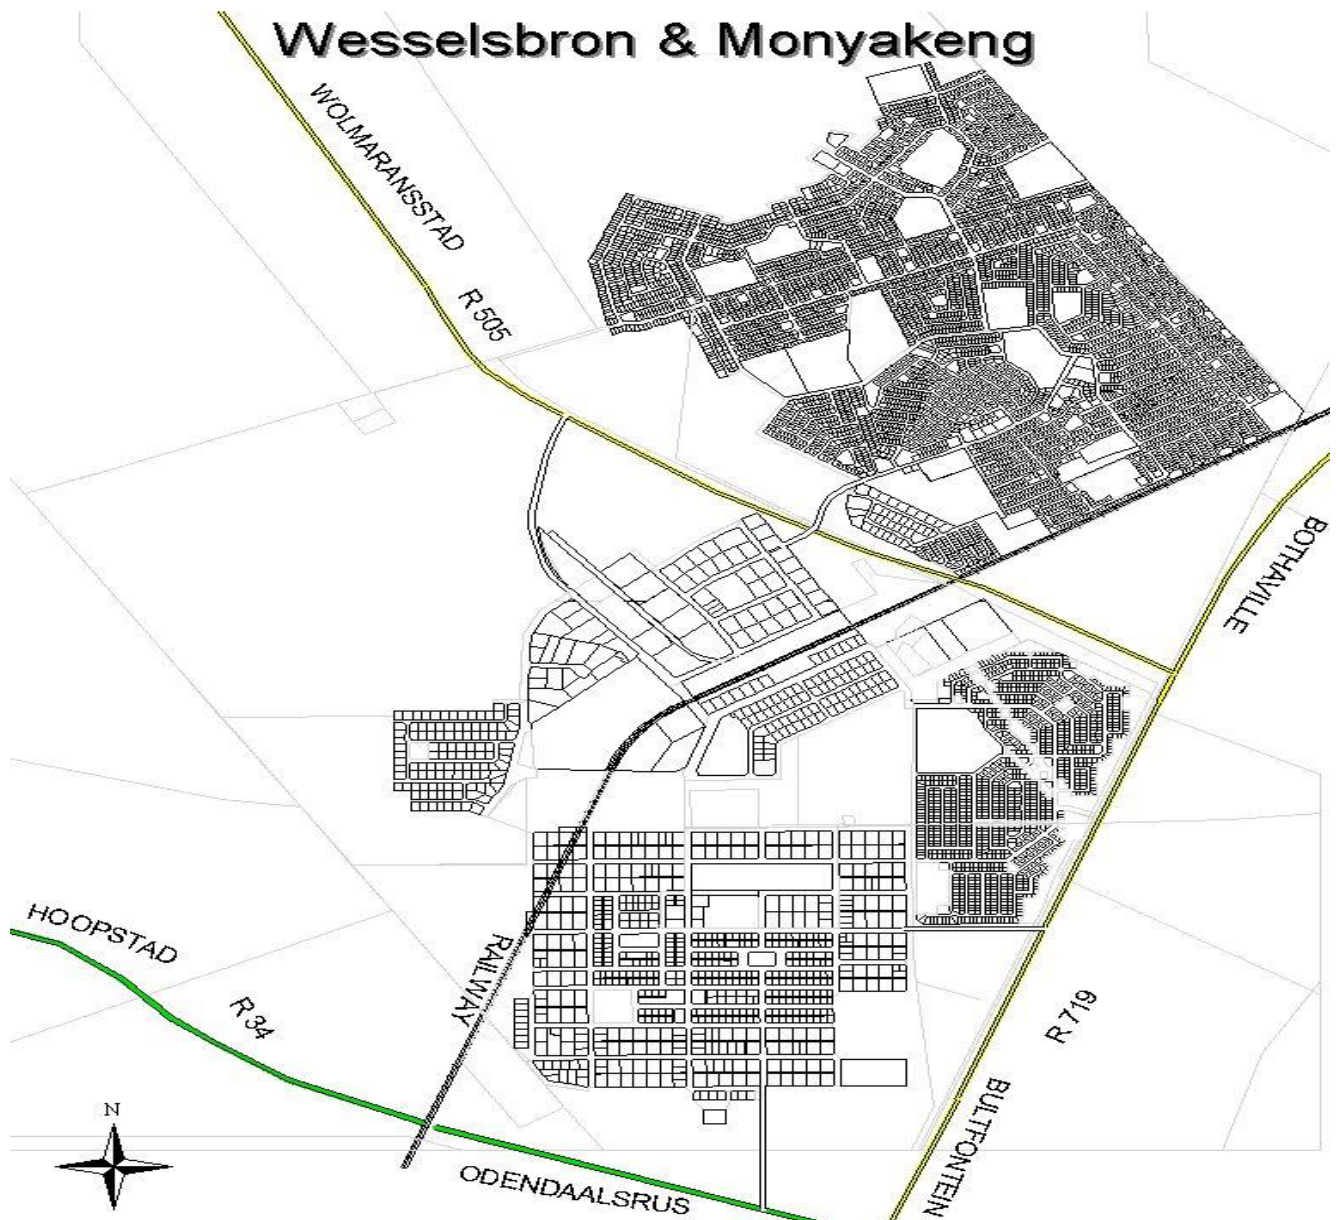 Wesselsbron & Monyakeng
WOLMARANSSTAD
R 505
BOTHAVILLE
HOOPSTAD
R 34
RAILWAY
R 719
BULTFONTEIN
N
ODENDAALSRUS